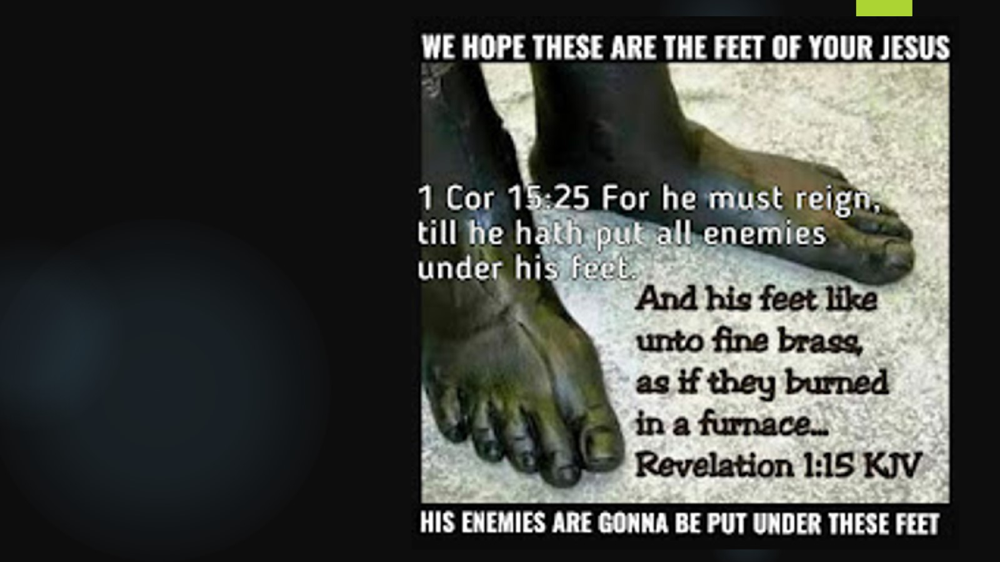 WE HOPE THESE ARE THE FEET OF YOUR JESUS
1 Cor 15:25 For he must reign,
till he hath put all enemies
under his feet.
And his feet like
unto fine brass,
as if they burned
in a furnace...
Revelation 1:15 KJV
HIS ENEMIES ARE GONNA BE PUT UNDER THESE FEET